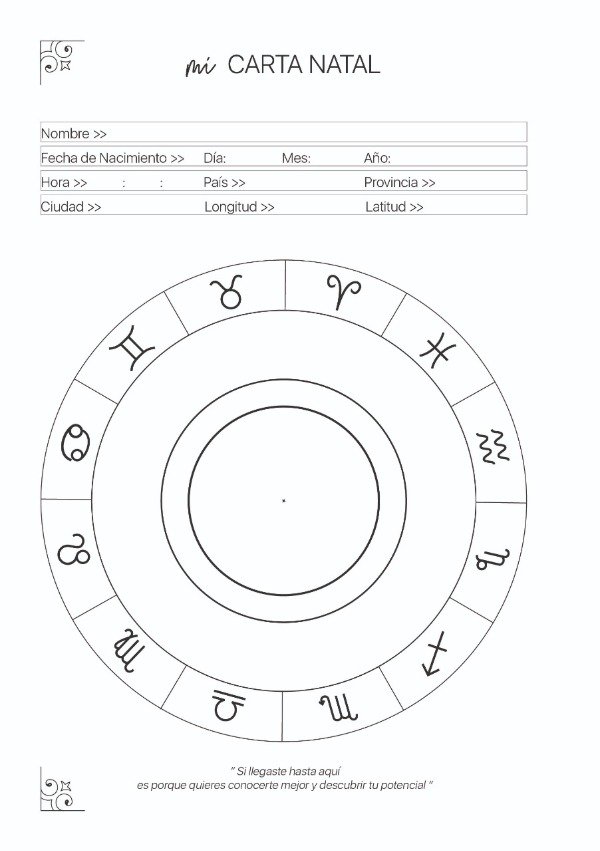 mi CARTA NATAL
Nombre >>
Fecha de Nacimiento >> Día: Mes: Año:
Hora >> : : País >> Provincia >>
Ciudad >> Longitud >> Latitud >>
“ Si llegaste hasta aquí
es porque quieres conocerte mejor y descubrir tu potencial “